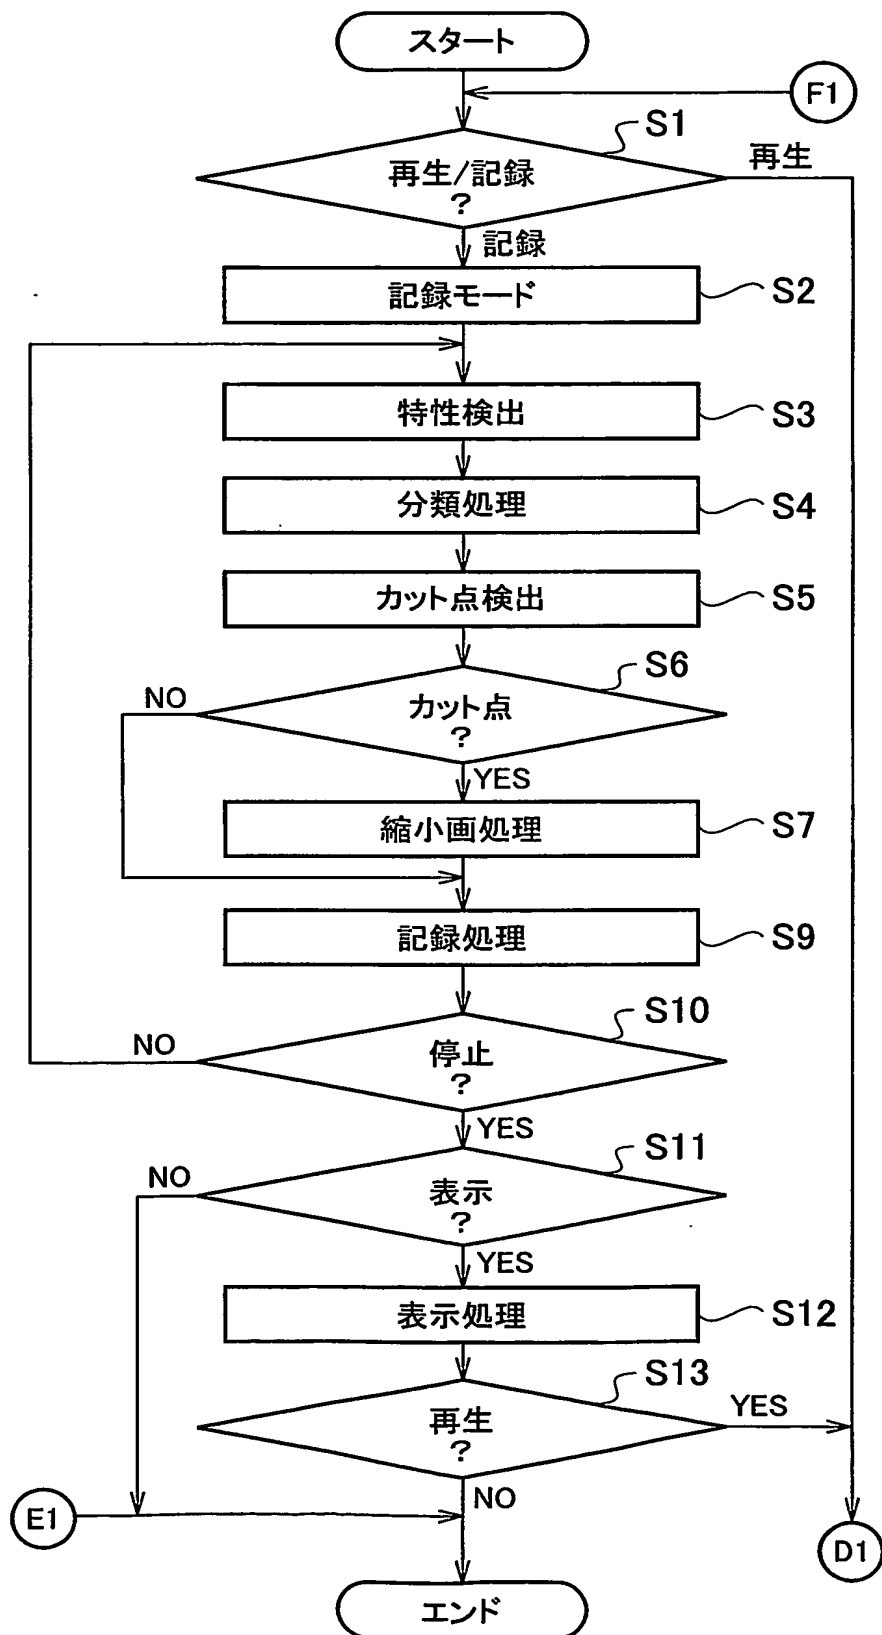 スタート
F1
S1
再生/記録
?
再生
記録
記録モード
S2
特性検出
S3
分類処理
S4
カット点検出
S5
S6
カット点
?
NO
YES
縮小画処理
S7
記録処理
S9
S10
停止
?
NO
YES
S11
表示
?
NO
YES
表示処理
S12
S13
再生
?
YES
NO
E1
D1
エンド